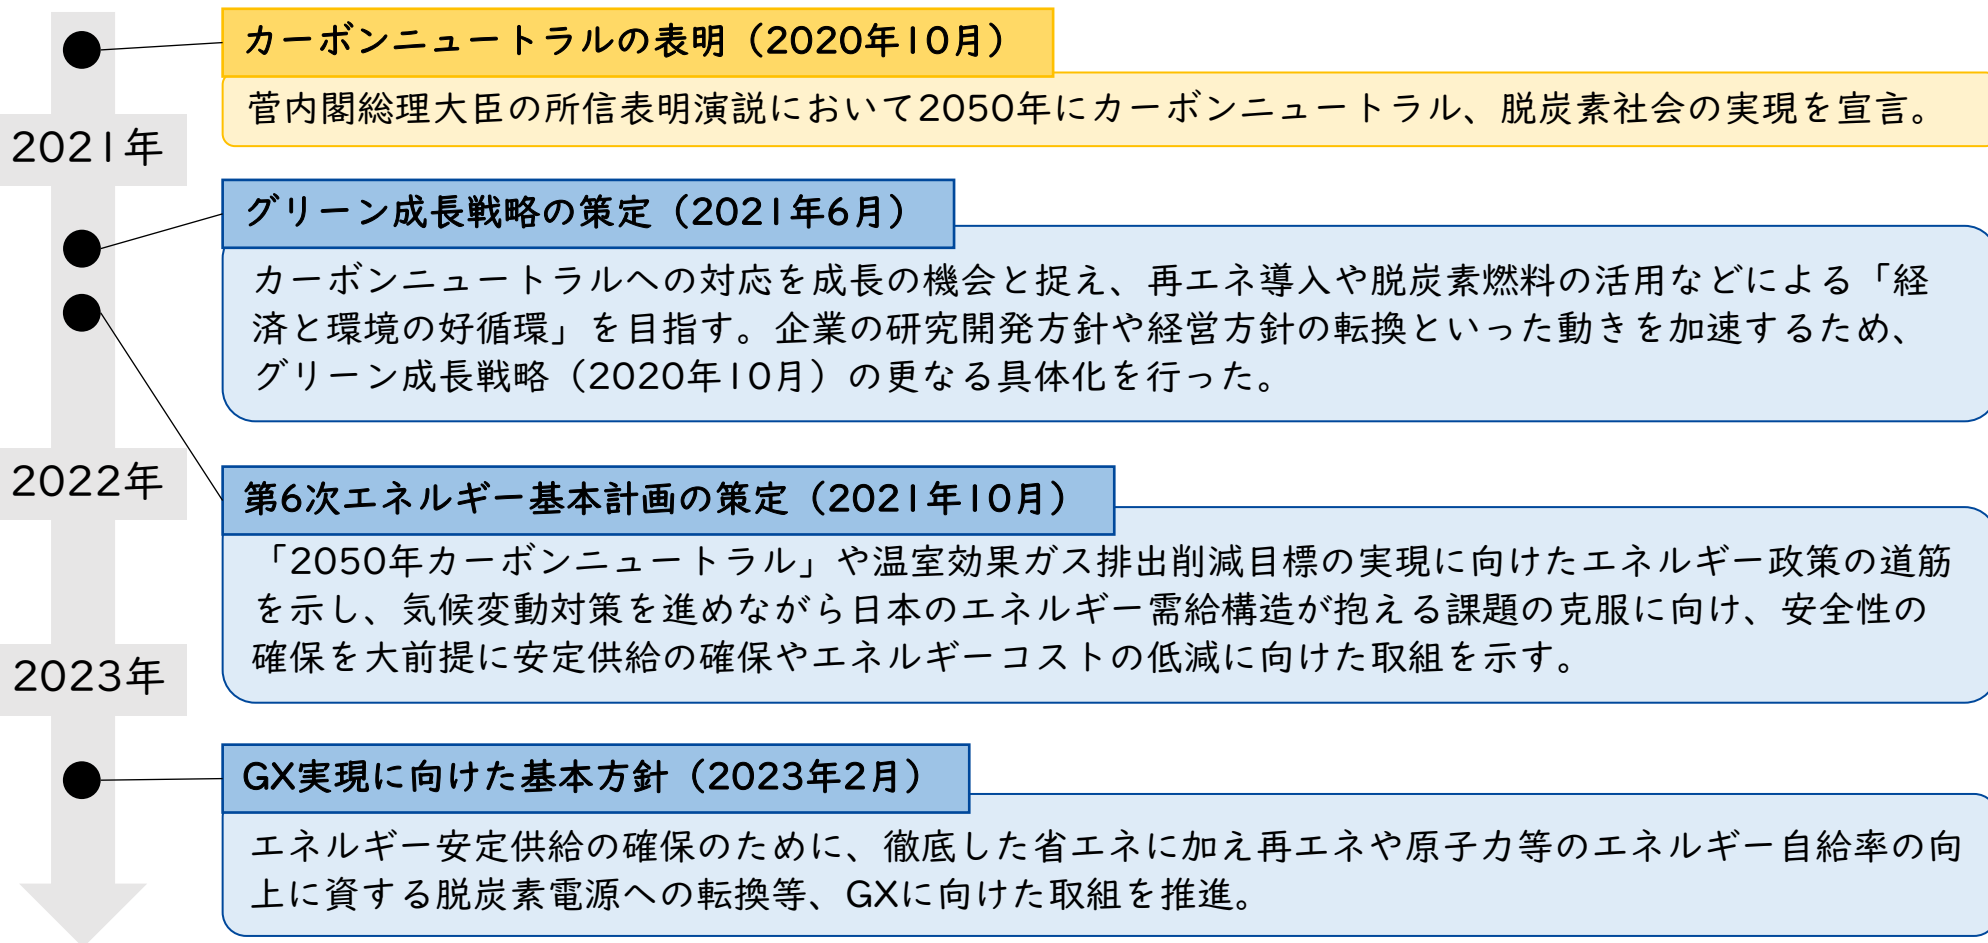 カーボンニュートラルの表明（2020年10月）
菅内閣総理大臣の所信表明演説において2050年にカーボンニュートラル、脱炭素社会の実現を宣言。
2021年
グリーン成長戦略の策定（2021年6月）
カーボンニュートラルへの対応を成長の機会と捉え、再エネ導入や脱炭素燃料の活用などによる「経
済と環境の好循環」を目指す。企業の研究開発方針や経営方針の転換といった動きを加速するため、
グリーン成長戦略（2020年10月）の更なる具体化を行った。
2022年
第6次エネルギー基本計画の策定（2021年10月）
「2050年カーボンニュートラル」や温室効果ガス排出削減目標の実現に向けたエネルギー政策の道筋
を示し、気候変動対策を進めながら日本のエネルギー需給構造が抱える課題の克服に向け、安全性の
確保を大前提に安定供給の確保やエネルギーコストの低減に向けた取組を示す。
2023年
GX実現に向けた基本方針（2023年2月）
エネルギー安定供給の確保のために、徹底した省エネに加え再エネや原子力等のエネルギー自給率の向
上に資する脱炭素電源への転換等、GXに向けた取組を推進。